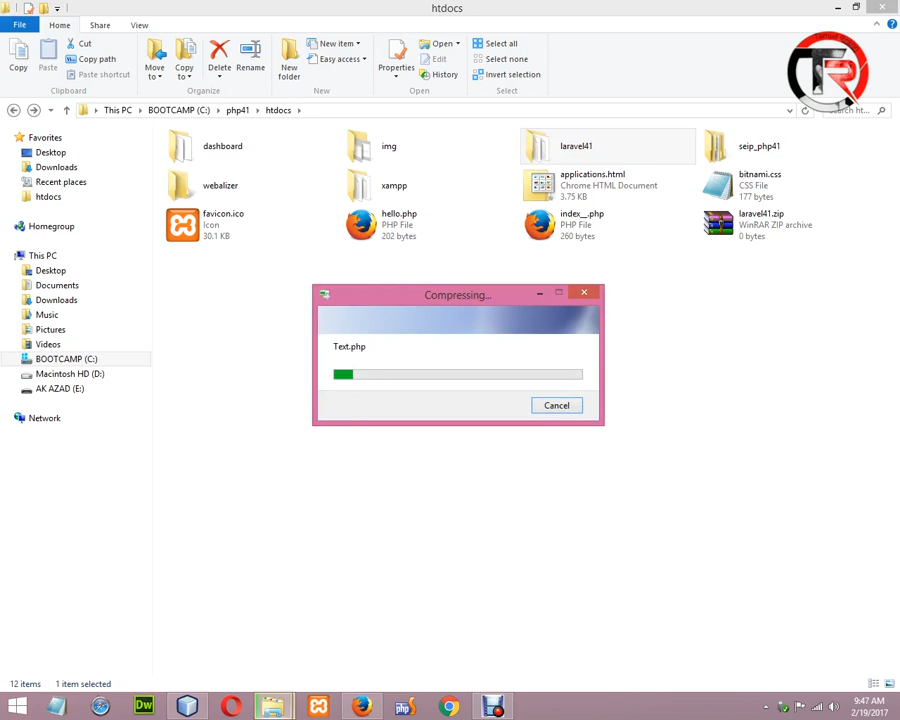 htdocs
File
Home
Share
View
Copy
Paste
Cut
Copy path
Paste shortcut
Clipboard
Move to
Copy to
Delete
Rename
Organize
New folder
New item
Easy access
New
Properties
Open
Edit
History
Open
Select all
Select none
Invert selection
Select
TR
This PC
BOOTCAMP (C:)
php41
htdocs
Search ht...
Favorites
Desktop
Downloads
Recent places
htdocs
Homegroup
This PC
Desktop
Documents
Downloads
Music
Pictures
Videos
BOOTCAMP (C:)
Macintosh HD (D:)
AK AZAD (E:)
Network
dashboard
img
laravel41
seip_php41
webalizer
xampp
applications.html
Chrome HTML Document
3.75 KB
bitnami.css
CSS File
177 bytes
favicon.ico
Icon
30.1 KB
hello.php
PHP File
202 bytes
index__.php
PHP File
260 bytes
laravel41.zip
WinRAR ZIP archive
0 bytes
Compressing...
Text.php
Cancel
12 items
1 item selected
Dw
php
9:47 AM
2/19/2017